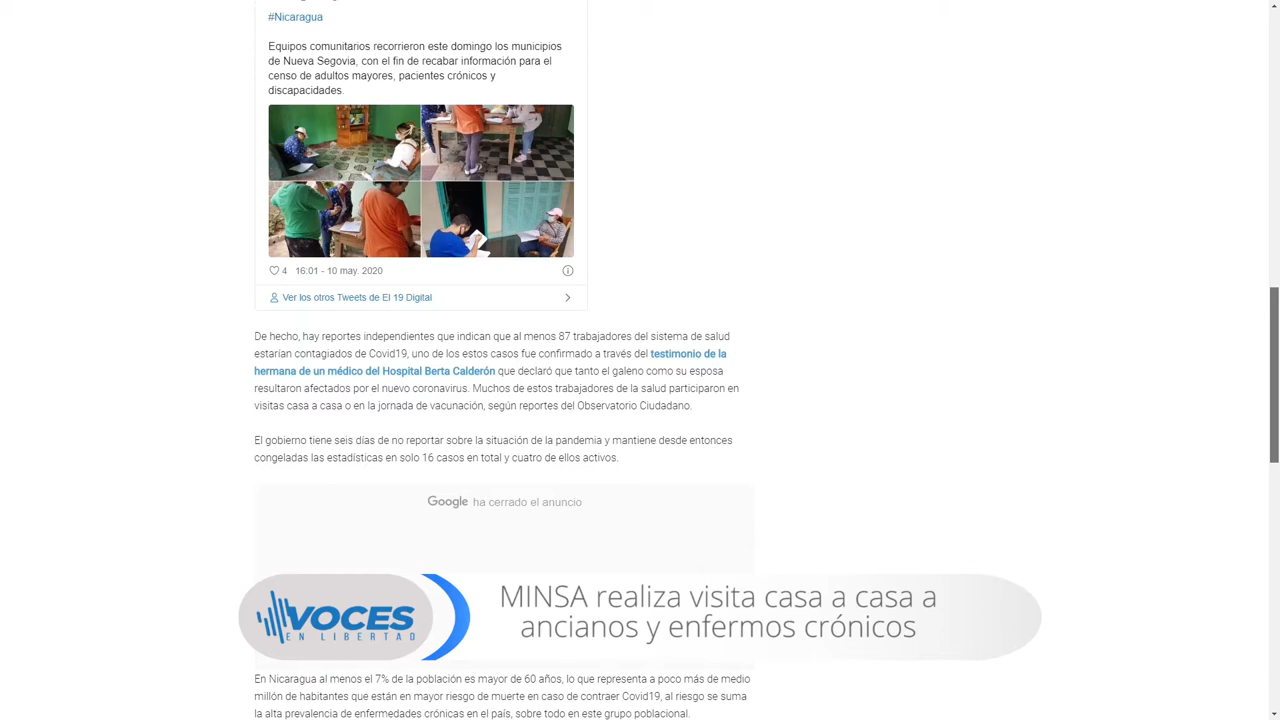 #Nicaragua
Equipos comunitarios recorrieron este domingo los municipios
de Nueva Segovia, con el fin de recabar información para el
censo de adultos mayores, pacientes crónicos y
discapacidades.
4 16:01 - 10 may. 2020
Ver los otros Tweets de El 19 Digital
De hecho, hay reportes independientes que indican que al menos 87 trabajadores del sistema de salud
estarían contagiados de Covid19, uno de los estos casos fue confirmado a través del testimonio de la
hermana de un médico del Hospital Berta Calderón que declaró que tanto el galeno como su esposa
resultaron afectados por el nuevo coronavirus. Muchos de estos trabajadores de la salud participaron en
visitas casa a casa o en la jornada de vacunación, según reportes del Observatorio Ciudadano.
El gobierno tiene seis días de no reportar sobre la situación de la pandemia y mantiene desde entonces
congeladas las estadísticas en solo 16 casos en total y cuatro de ellos activos.
Google ha cerrado el anuncio
VOCES
EN LIBERTAD
MINSA realiza visita casa a casa a
ancianos y enfermos crónicos
En Nicaragua al menos el 7% de la población es mayor de 60 años, lo que representa a poco más de medio
millón de habitantes que están en mayor riesgo de muerte en caso de contraer Covid19, al riesgo se suma
la alta prevalencia de enfermedades crónicas en el país, sobre todo en este grupo poblacional.